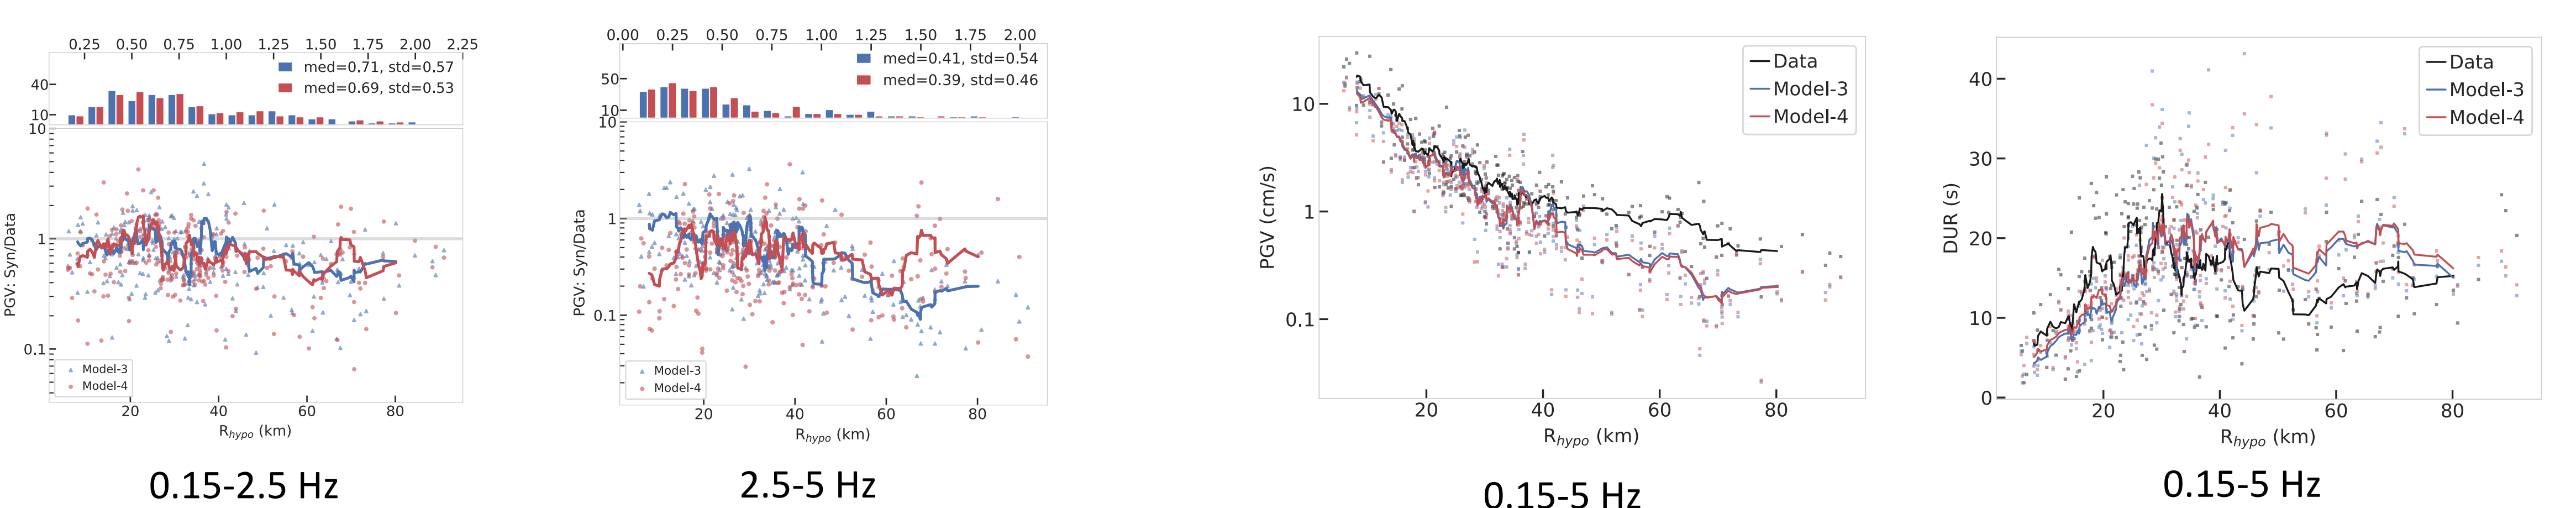 0.25 0.50 0.75 1.00 1.25 1.50 1.75 2.00 2.25
med=0.71, std=0.57
med=0.69, std=0.53
40
10
10
1
0.1
PGV: Syn/Data
Model-3
Model-4
20 40 60 80
Rhypo (km)
0.15-2.5 Hz
0.00 0.25 0.50 0.75 1.00 1.25 1.50 1.75 2.00
med=0.41, std=0.54
med=0.39, std=0.46
50
10
10
1
0.1
PGV: Syn/Data
Model-3
Model-4
20 40 60 80
Rhypo (km)
2.5-5 Hz
Data
Model-3
Model-4
10
1
0.1
PGV (cm/s)
20 40 60 80
Rhypo (km)
0.15-5 Hz
Data
Model-3
Model-4
40
30
20
10
0
DUR (s)
20 40 60 80
Rhypo (km)
0.15-5 Hz